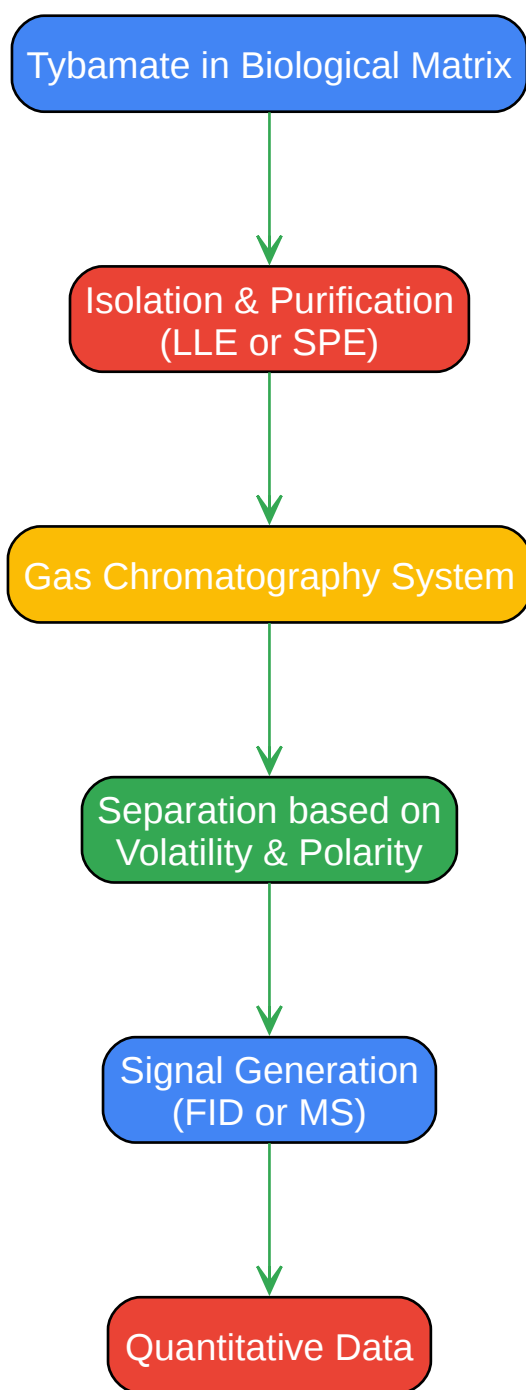 Tybamate in Biological Matrix
Isolation & Purification
(LLE or SPE)
Gas Chromatography System
Separation based on
Volatility & Polarity
Signal Generation
(FID or MS)
Quantitative Data